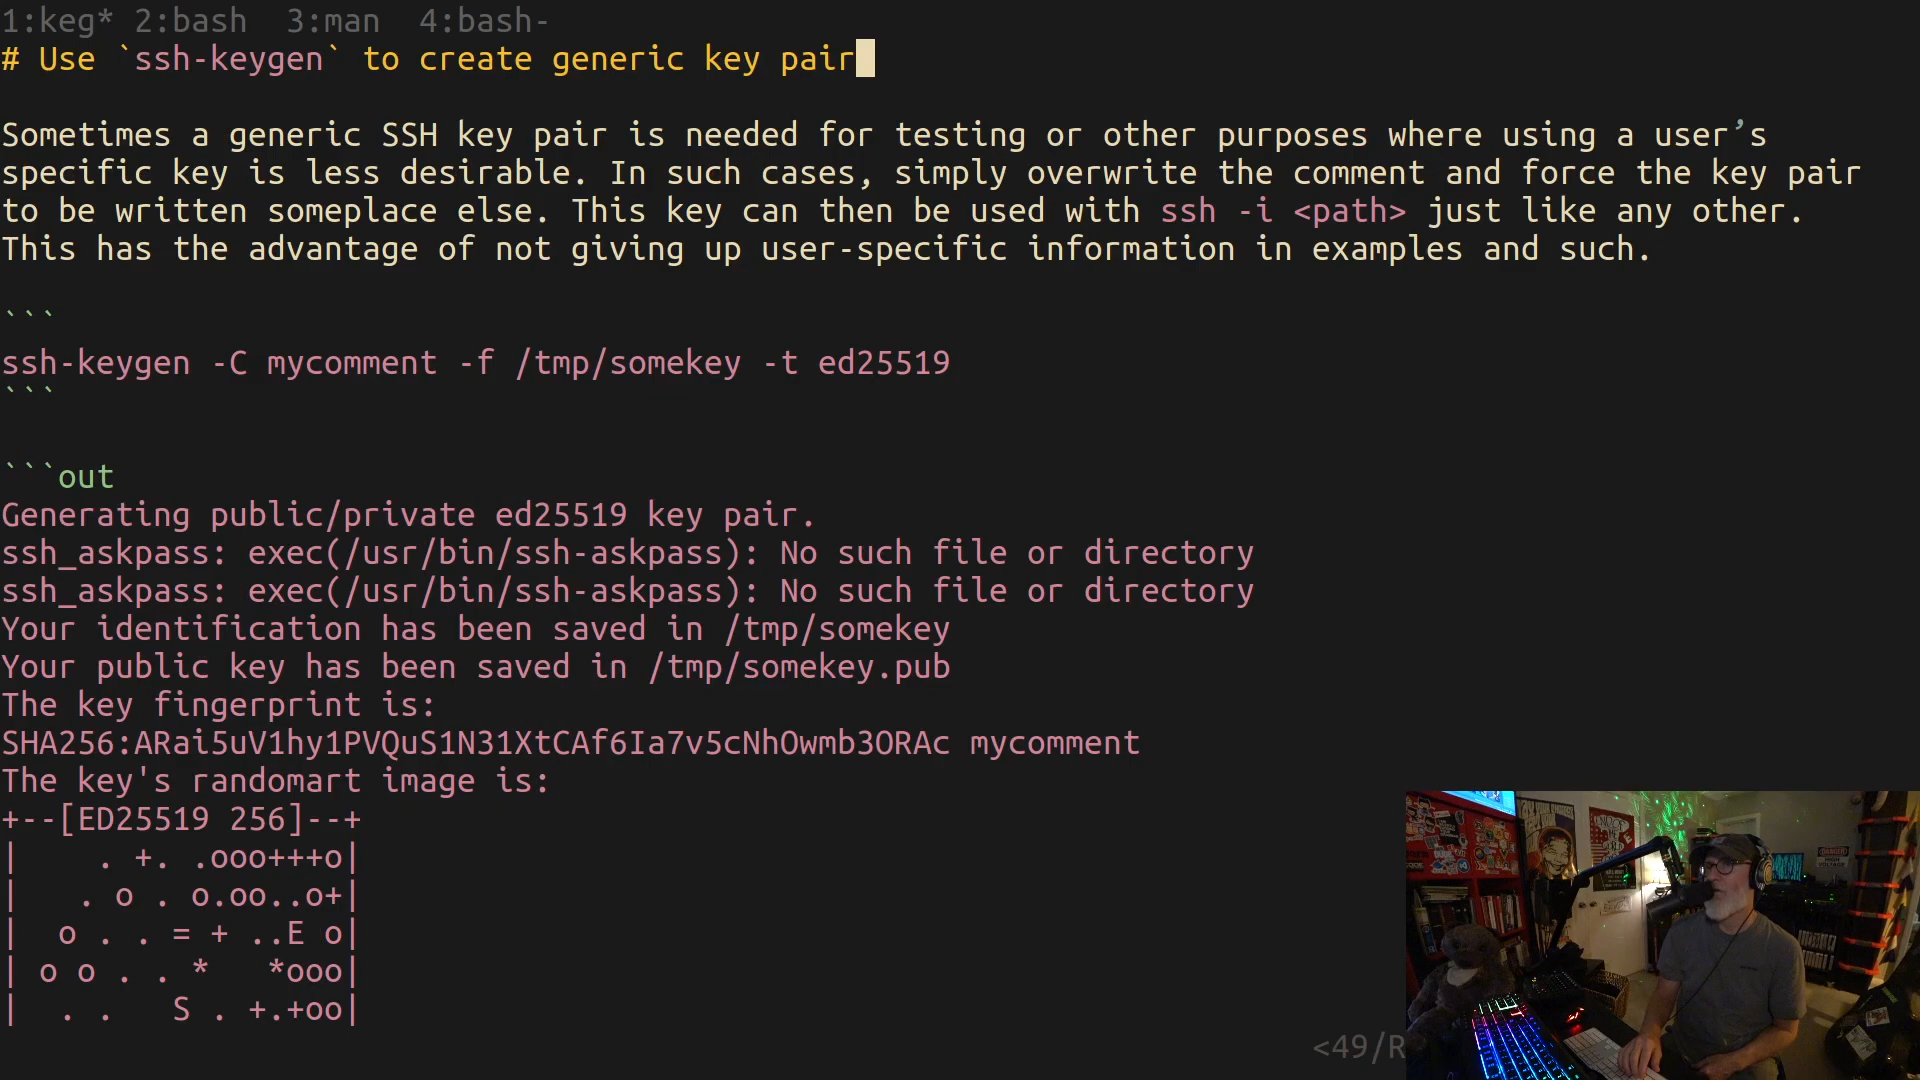 1:keg* 2:bash  3:man  4:bash-
# Use `ssh-keygen` to create generic key pair

Sometimes a generic SSH key pair is needed for testing or other purposes where using a user’s
specific key is less desirable. In such cases, simply overwrite the comment and force the key pair
to be written someplace else. This key can then be used with ssh -i <path> just like any other.
This has the advantage of not giving up user-specific information in examples and such.

```
ssh-keygen -C mycomment -f /tmp/somekey -t ed25519
```

```out
Generating public/private ed25519 key pair.
ssh_askpass: exec(/usr/bin/ssh-askpass): No such file or directory
ssh_askpass: exec(/usr/bin/ssh-askpass): No such file or directory
Your identification has been saved in /tmp/somekey
Your public key has been saved in /tmp/somekey.pub
The key fingerprint is:
SHA256:ARai5uV1hy1PVQuS1N31XtCAf6Ia7v5cNhOwmb3ORAc mycomment
The key's randomart image is:
+--[ED25519 256]--+
|    . +. .ooo+++o|
|   . o . o.oo..o+|
|  o . . = + ..E o|
| o o . . *   *ooo|
|  . .   S . +.+oo|
<49/R
DANGER